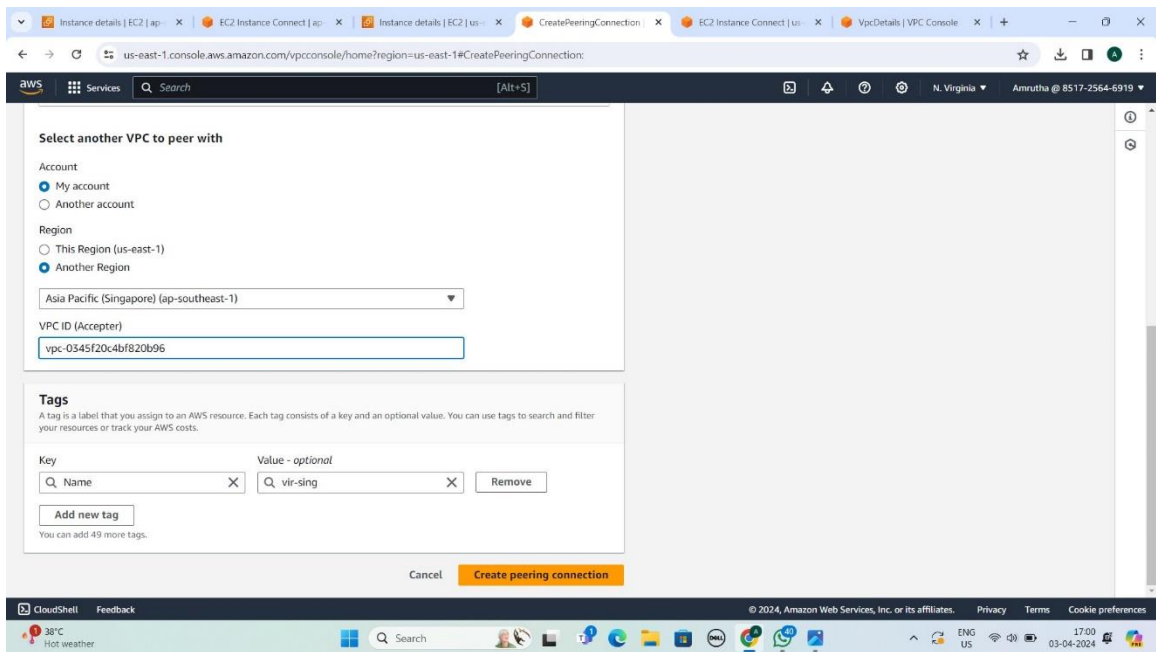 Instance details | EC2 | ap-
EC2 Instance Connect | ap-
Instance details | EC2 | us-
CreatePeeringConnection |
EC2 Instance Connect | us-
VpcDetails | VPC Console
us-east-1.console.aws.amazon.com/vpcconsole/home?region=us-east-1#CreatePeeringConnection:
A
aws
Services
Search
[Alt+S]
N. Virginia
Amrutha @ 8517-2564-6919
Select another VPC to peer with
Account
My account
Another account
Region
This Region (us-east-1)
Another Region
Asia Pacific (Singapore) (ap-southeast-1)
VPC ID (Accepter)
vpc-0345f20c4bf820b96
Tags
A tag is a label that you assign to an AWS resource. Each tag consists of a key and an optional value. You can use tags to search and filter
your resources or track your AWS costs.
Key
Value - optional
Name
vir-sing
Remove
Add new tag
You can add 49 more tags.
Cancel
Create peering connection
CloudShell
Feedback
© 2024, Amazon Web Services, Inc. or its affiliates.
Privacy
Terms
Cookie preferences
1
38°C
Hot weather
Search
1
DELL
40
ENG
US
17:00
03-04-2024